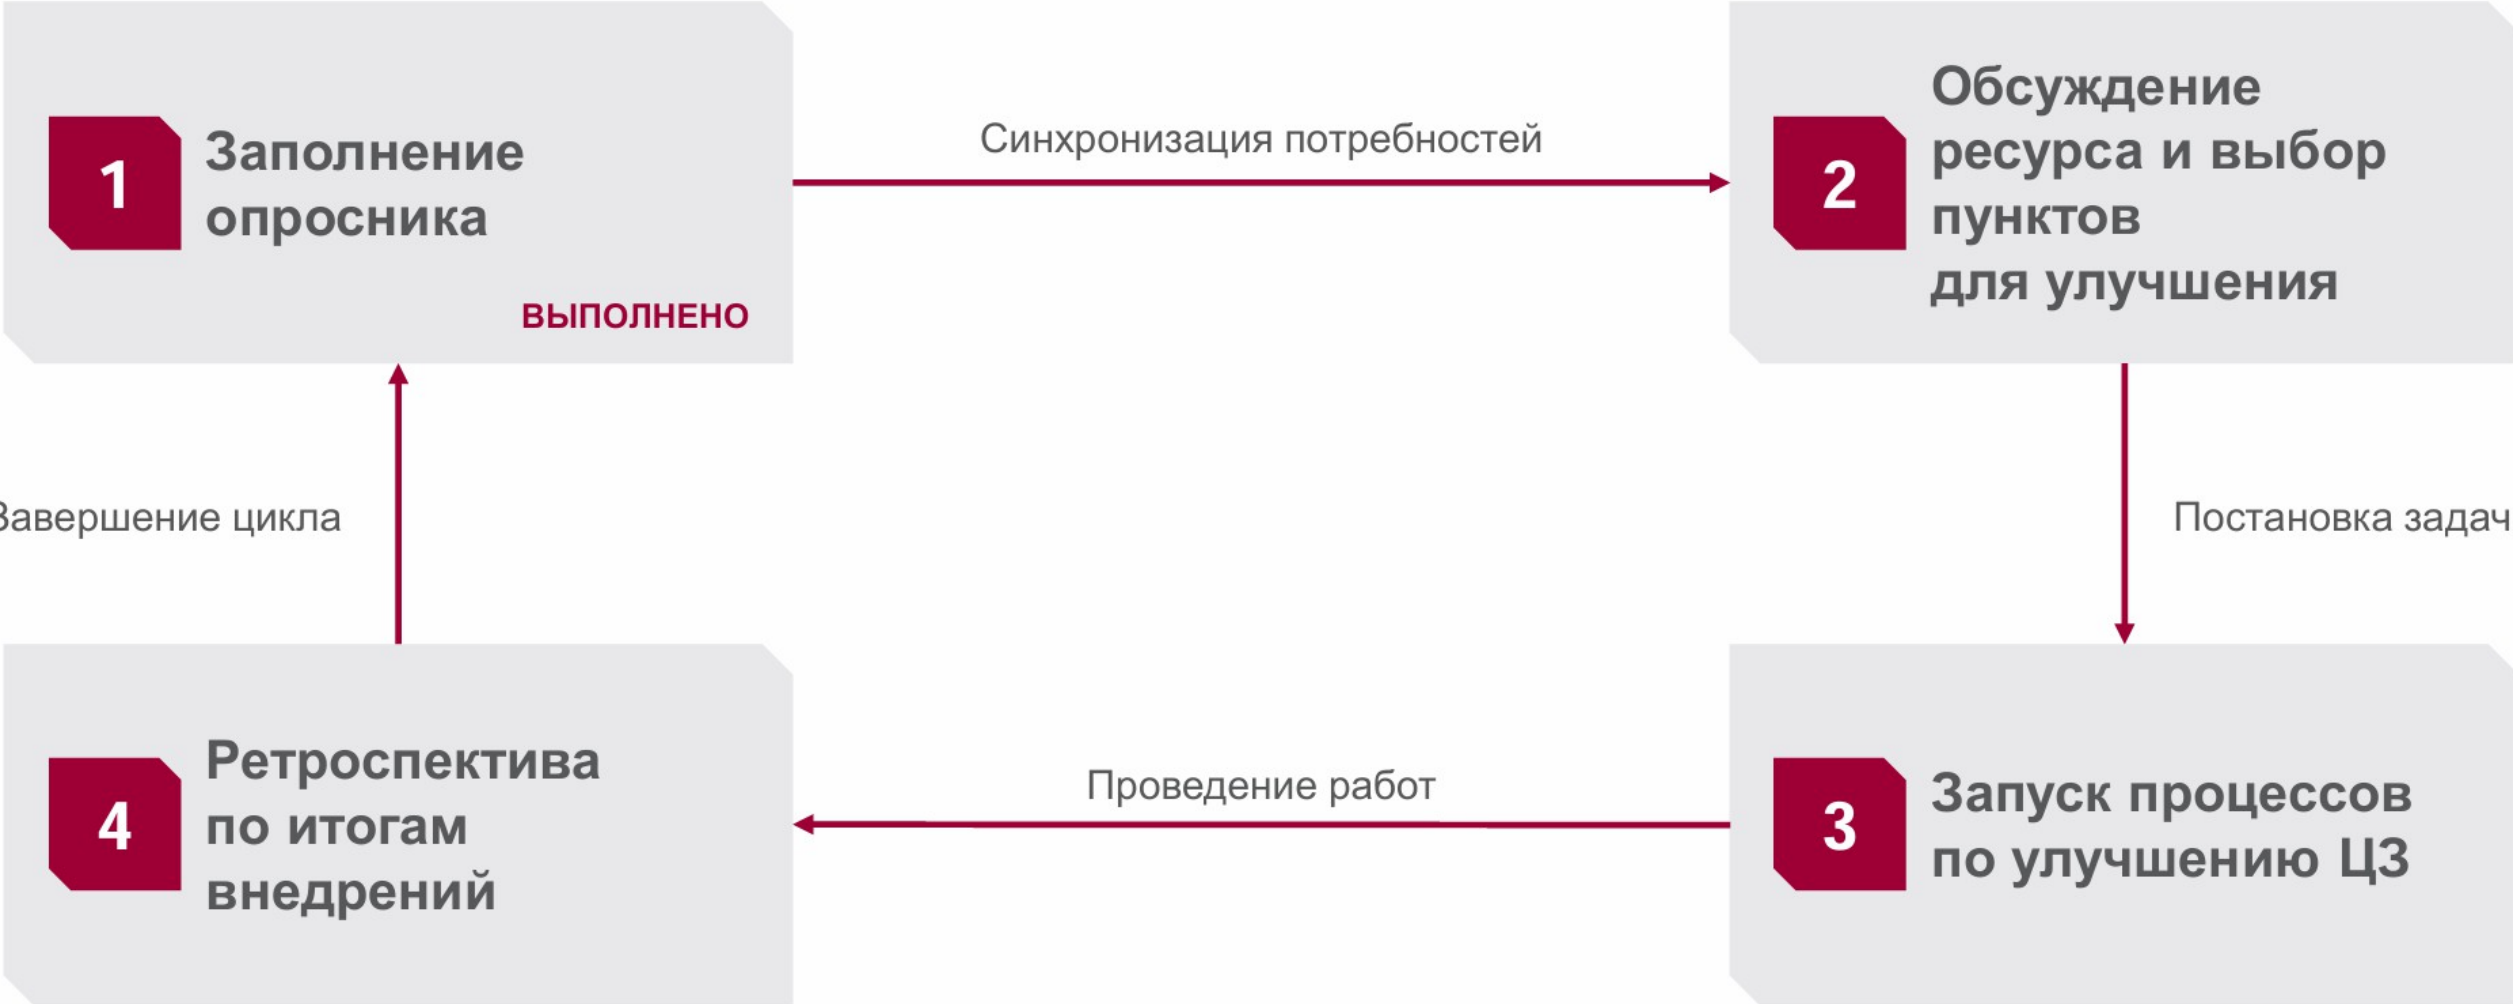 1
Заполнение
опросника
ВЫПОЛНЕНО
Синхронизация потребностей
2
Обсуждение
ресурса и выбор
пунктов
для улучшения
Завершение цикла
Постановка задач
4
Ретроспектива
по итогам
внедрений
Проведение работ
3
Запуск процессов
по улучшению ЦЗ